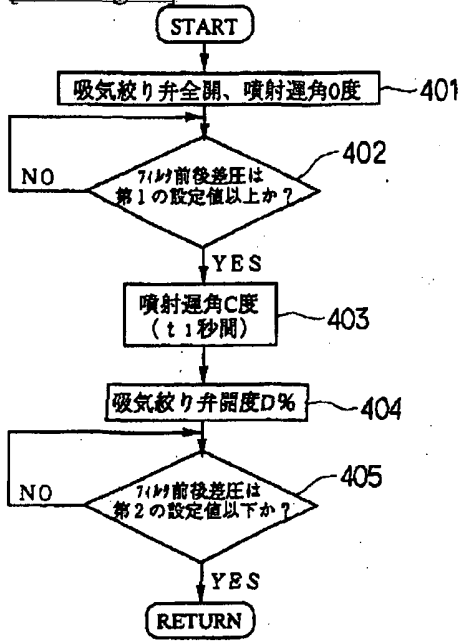 START
吸気絞り弁全開、噴射遅角0度
401
402
NO
フィルタ前後差圧は
第1の設定値以上か?
YES
噴射遅角C度
(t1秒間)
403
吸気絞り弁開度D%
404
405
NO
フィルタ前後差圧は
第2の設定値以下か?
YES
RETURN